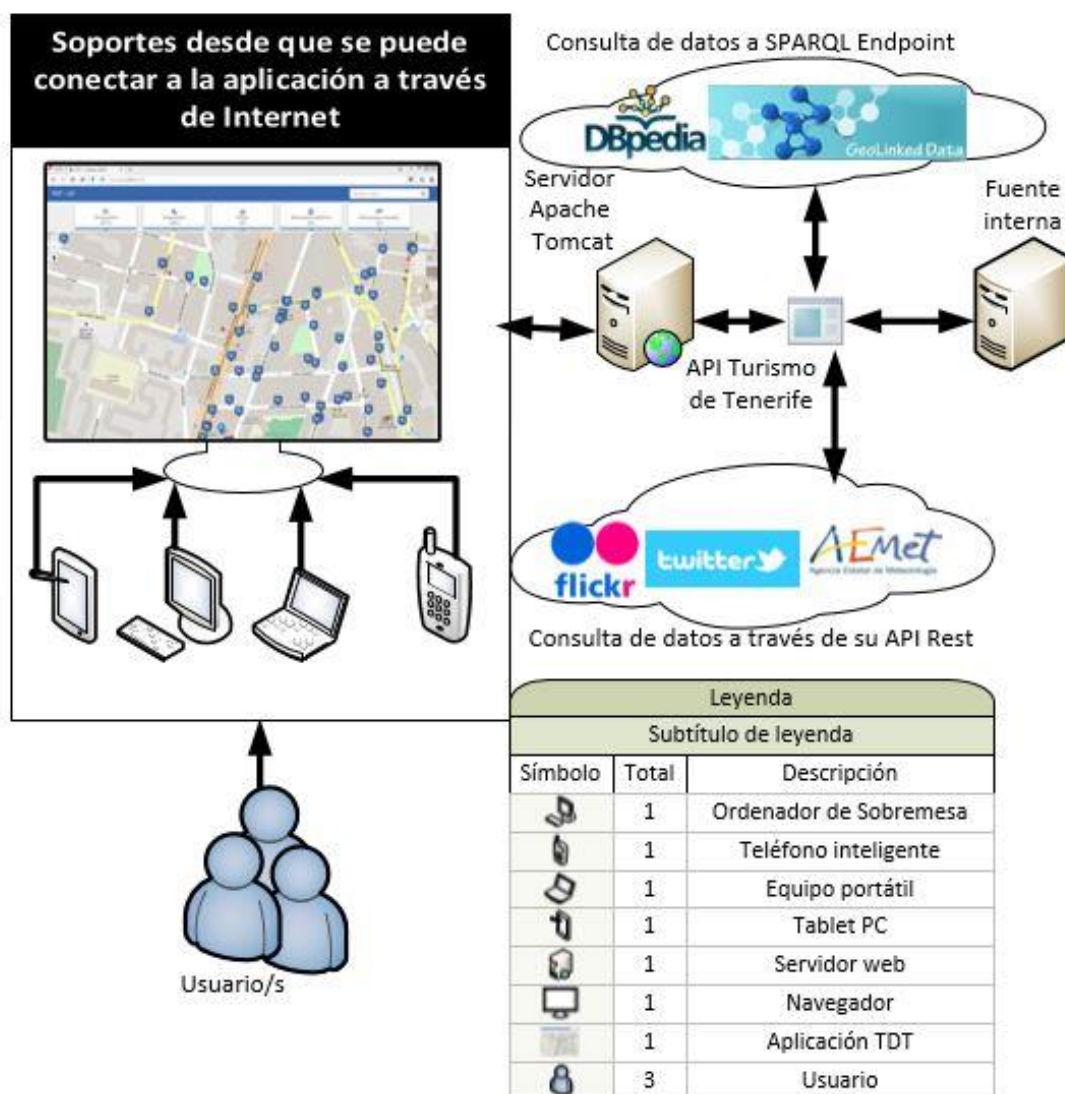 Soportes desde que se puede
conectar a la aplicación a través
de Internet
Consulta de datos a SPARQL Endpoint
DBpedia
GeoLinked Data
Servidor
Apache
Tomcat
Fuente
interna
API Turismo
de Tenerife
flickr
twitter
AEMet
Agencia Estatal de Meteorología
Consulta de datos a través de su API Rest
Usuario/s
Leyenda
Subtítulo de leyenda
Símbolo Total Descripción
1 Ordenador de Sobremesa
1 Teléfono inteligente
1 Equipo portátil
1 Tablet PC
1 Servidor web
1 Navegador
1 Aplicación TDT
3 Usuario